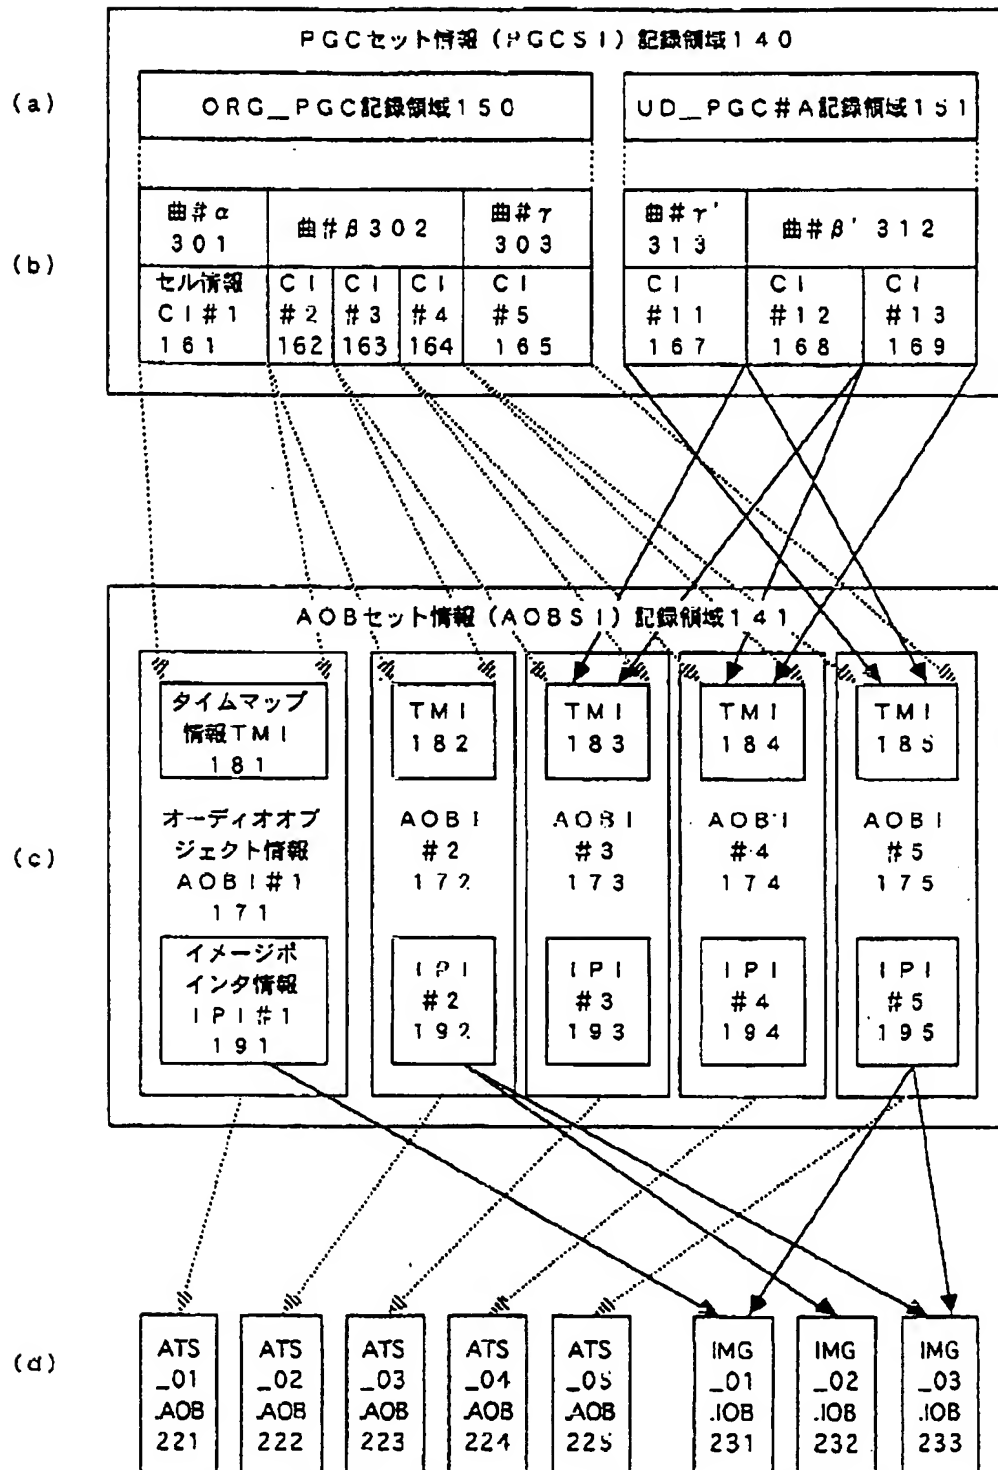 PGCセット情報(PGCSI)記録領域140
(a)
ORG__PGC記録領域150
UD__PGC#A記録領域151
(b)
曲#α
301
曲#β302
曲#γ
303
曲#γ'
313
曲#β'312
セル情報
CI#1
161
CI
#2
162
CI
#3
163
CI
#4
164
CI
#5
165
CI
#11
167
CI
#12
168
CI
#13
169
AOBセット情報(AOBSI)記録領域141
(c)
タイムマップ
情報TMI
181
TMI
182
TMI
183
TMI
184
TMI
185
オーディオオブ
ジェクト情報
AOBI#1
171
AOBI
#2
172
AOBI
#3
173
AOBI
#4
174
AOBI
#5
175
イメージポ
インタ情報
IPI#1
191
IPI
#2
192
IPI
#3
193
IPI
#4
194
IPI
#5
195
(d)
ATS
_01
.AOB
221
ATS
_02
.AOB
222
ATS
_03
.AOB
223
ATS
_04
.AOB
224
ATS
_05
.AOB
225
IMG
_01
.IOB
231
IMG
_02
.IOB
232
IMG
_03
.IOB
233